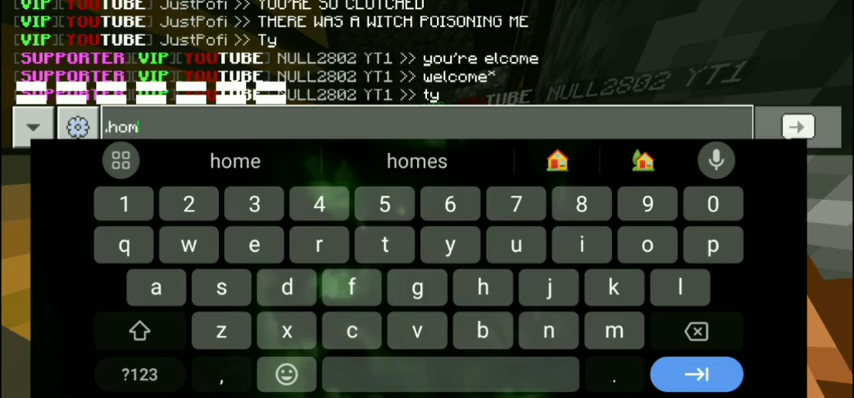 [VIP][YOUTUBE] JustPofi >> YOU'RE SO CLUTCHED
[VIP][YOUTUBE] JustPofi >> THERE WAS A WITCH POISONING ME
[VIP][YOUTUBE] JustPofi >> Ty
[SUPPORTER][VIP][YOUTUBE] NULL2802 YT1 >> you're elcome
[SUPPORTER][VIP][YOUTUBE] NULL2802 YT1 >> welcome*
TUBE] NULL2802 YT1 >> ty
TUBE NULL2802 YT1
.hom
home homes
1 2 3 4 5 6 7 8 9 0
q w e r t y u i o p
a s d f g h j k l
z x c v b n m
?123 , .